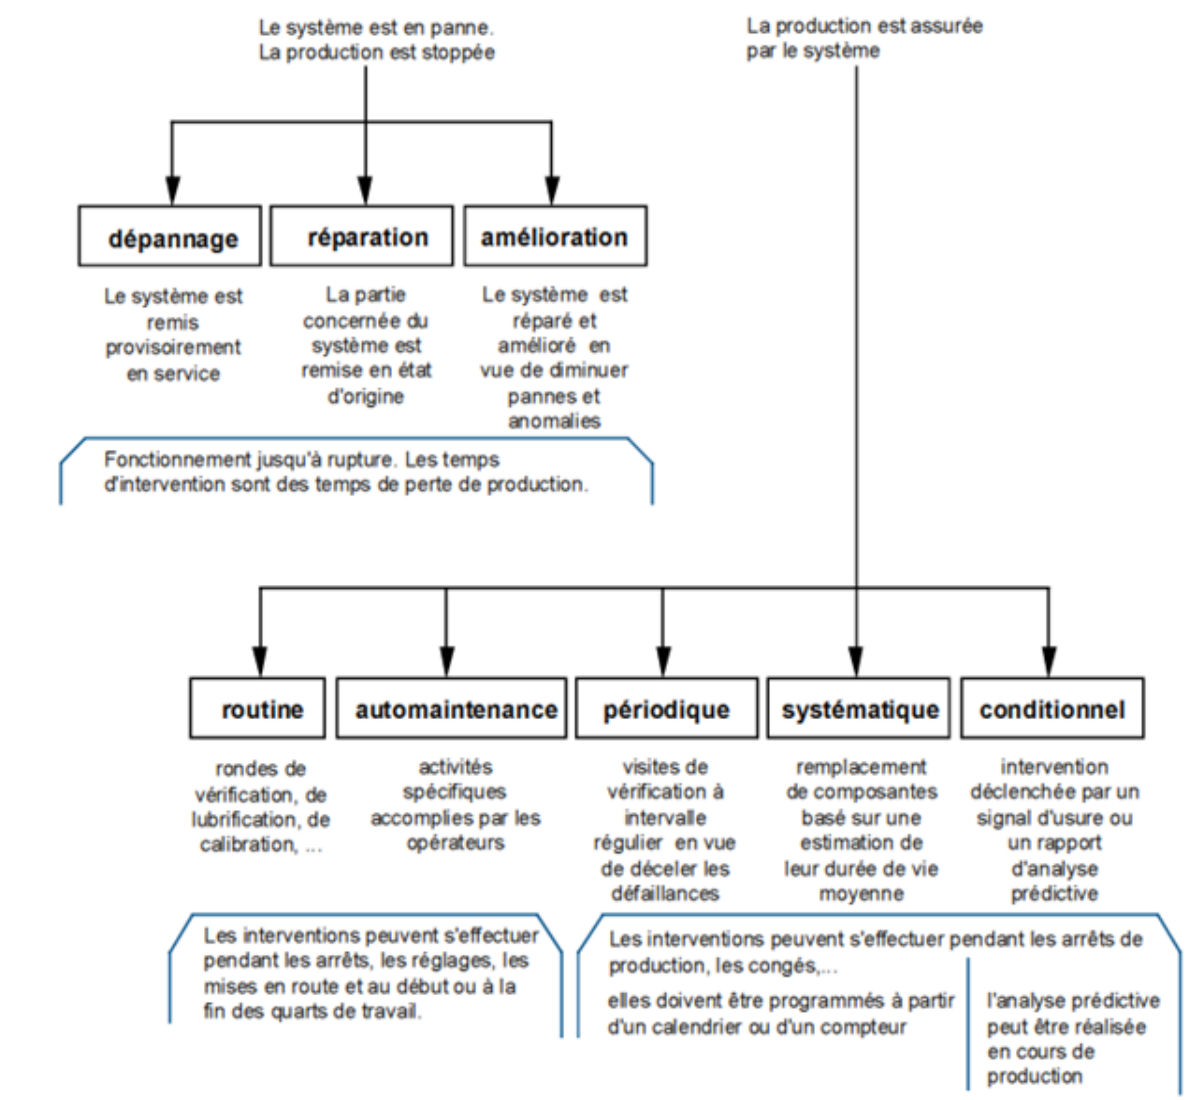 Le système est en panne.
La production est stoppée
La production est assurée
par le système
dépannage
réparation
amélioration
Le système est
remis
provisoirement
en service
La partie
concernée du
système est
remise en état
d'origine
Le système est
réparé et
amélioré en
vue de diminuer
pannes et
anomalies
Fonctionnement jusqu'à rupture. Les temps
d'intervention sont des temps de perte de production.
routine
automaintenance
périodique
systématique
conditionnel
rondes de
vérification, de
lubrification, de
calibration, ...
activités
spécifiques
accomplies par les
opérateurs
visites de
vérification à
intervalle
régulier en vue
de déceler les
défaillances
remplacement
de composantes
basé sur une
estimation de
leur durée de vie
moyenne
intervention
déclenchée par un
signal d'usure ou
un rapport
d'analyse
prédictive
Les interventions peuvent s'effectuer
pendant les arrêts, les réglages, les
mises en route et au début ou à la
fin des quarts de travail.
Les interventions peuvent s'effectuer pendant les arrêts de
production, les congés,...
elles doivent être programmés à partir
d'un calendrier ou d'un compteur
l'analyse prédictive
peut être réalisée
en cours de
production